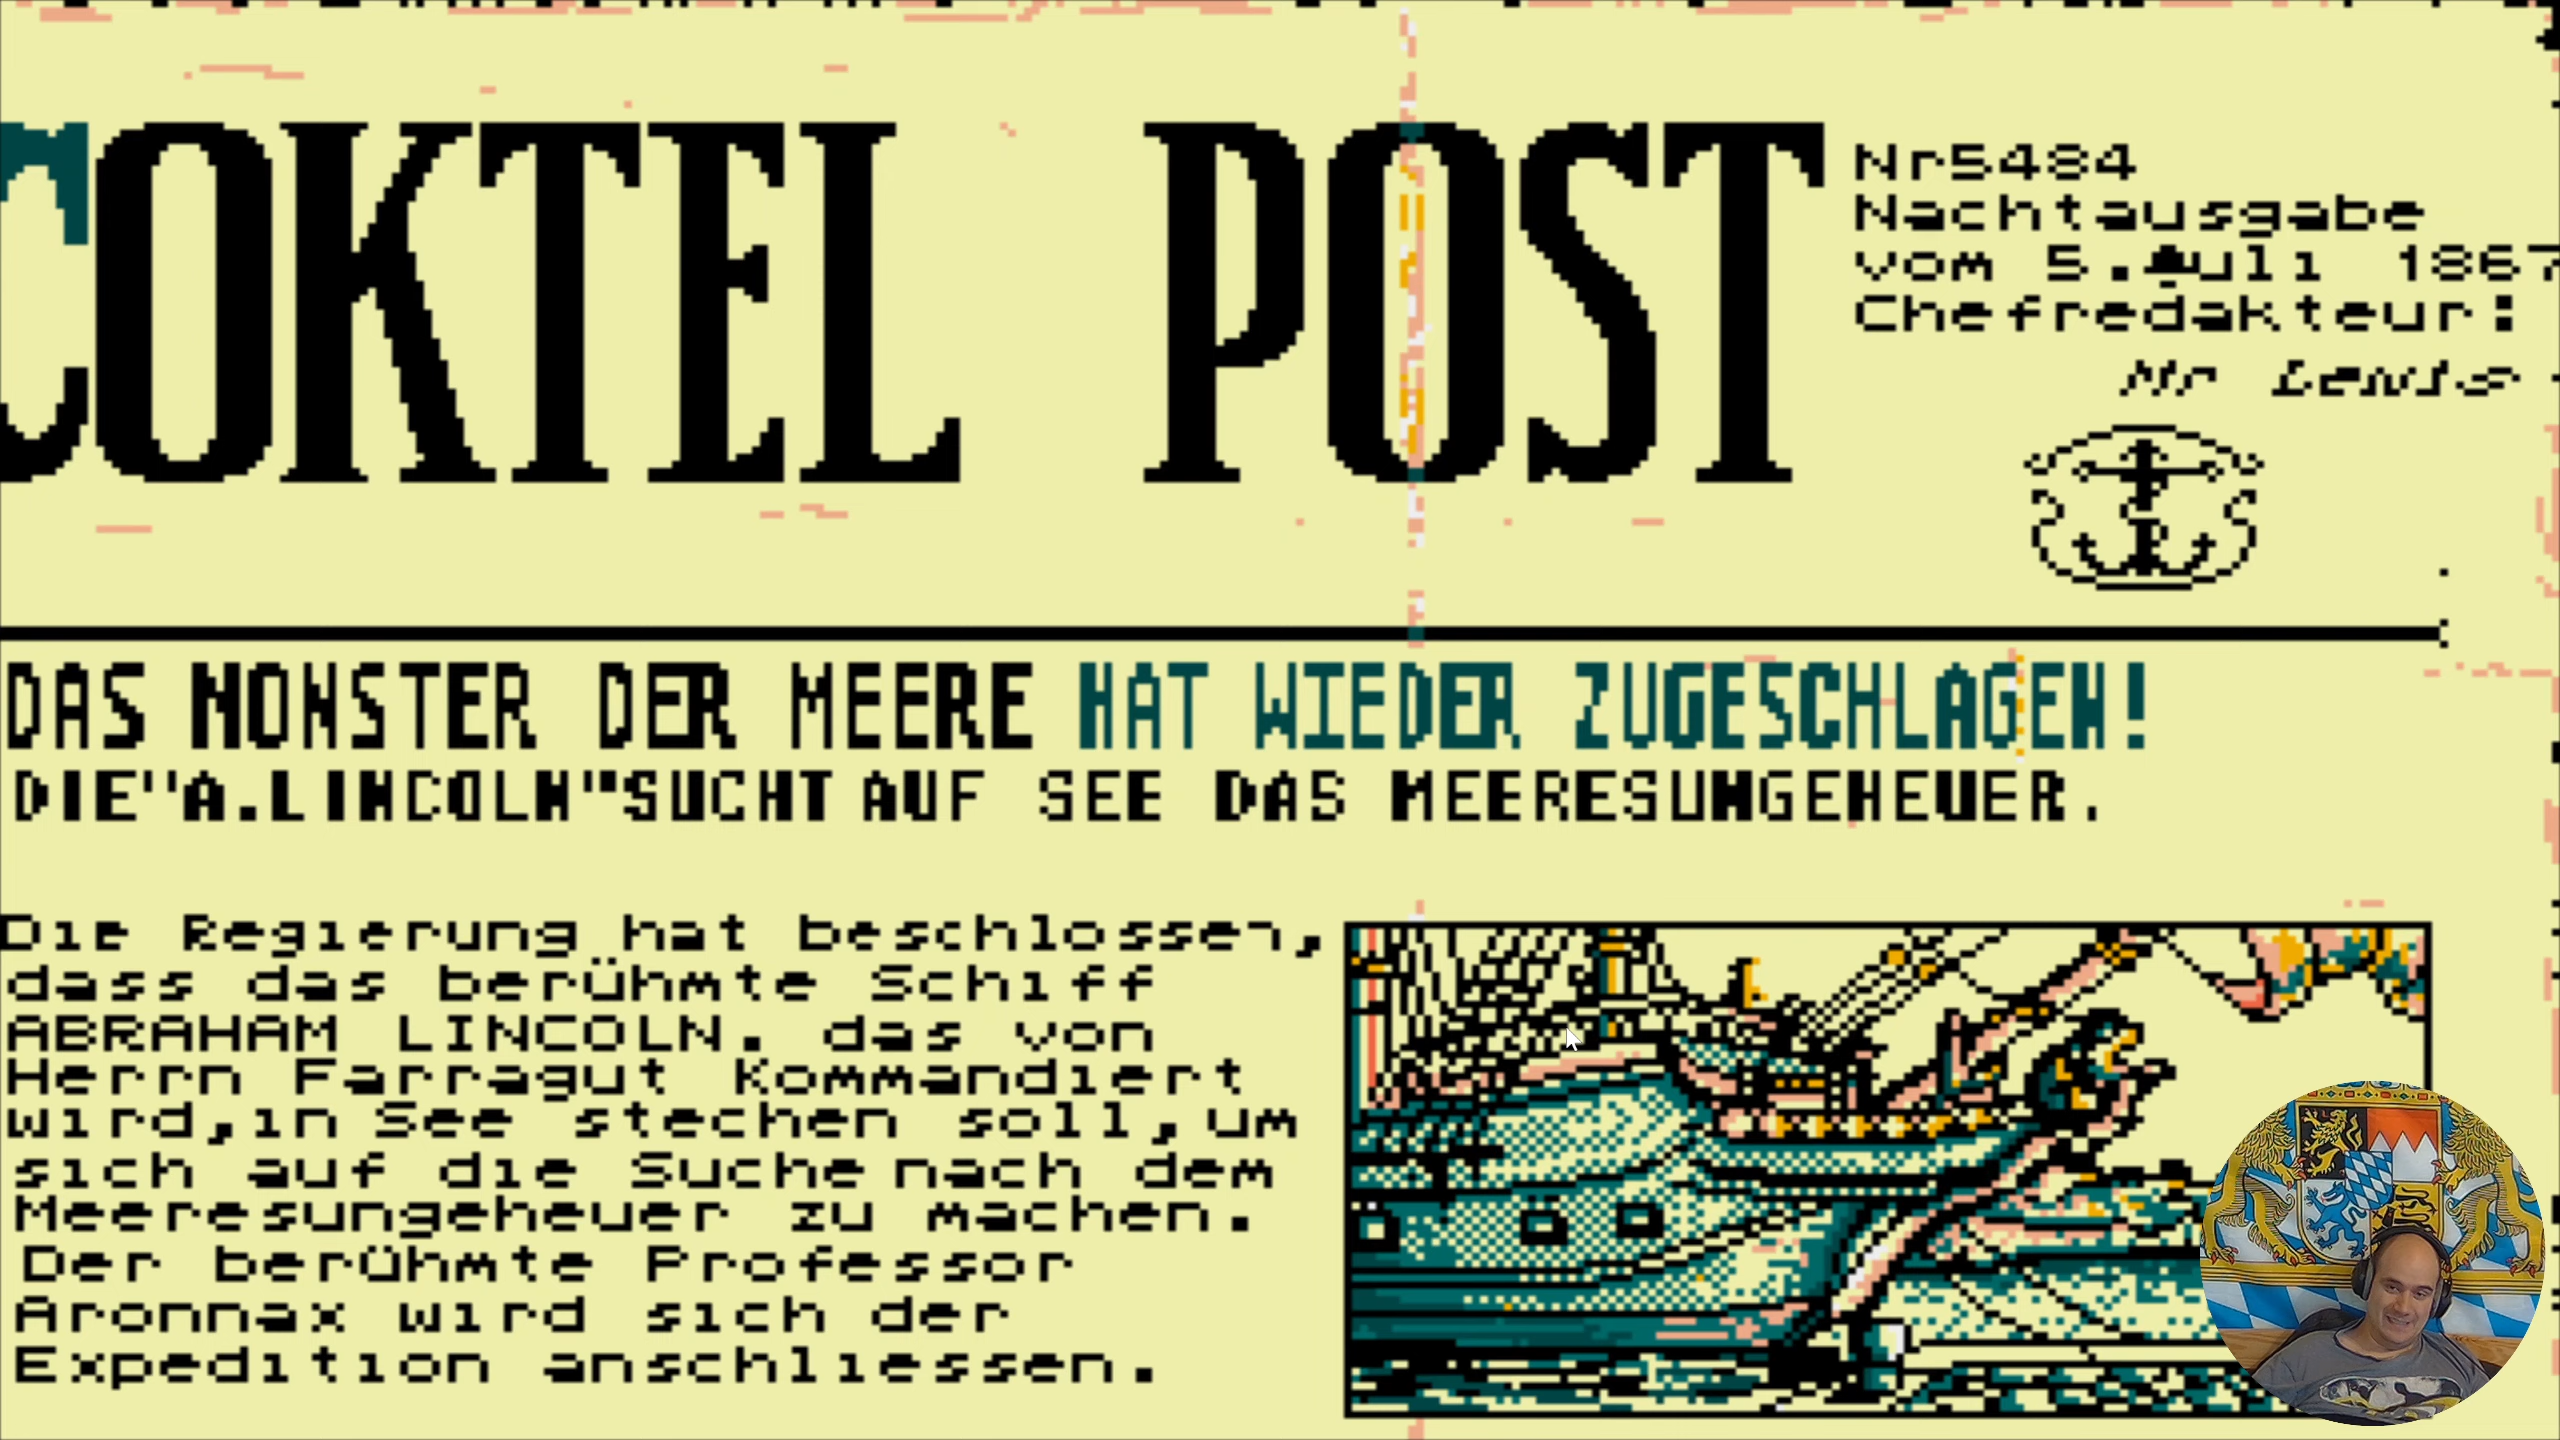 COKTEL POST
Nr5484
Nachtausgabe
vom 5.Juli 1867
Chefredakteur:
Mr Lewis
DAS MONSTER DER MEERE HAT WIEDER ZUGESCHLAGEN!
DIE"A.LINCOLN"SUCHT AUF SEE DAS MEERESUNGEHEUER.
Die Regierung hat beschlossen,
dass das berühmte Schiff
ABRAHAM LINCOLN. das von
Herrn Farragut Kommandiert
wird,in See stechen soll,um
sich auf die Suche nach dem
Meeresungeheuer zu machen.
Der berühmte Professor
Aronnax wird sich der
Expedition anschliessen.